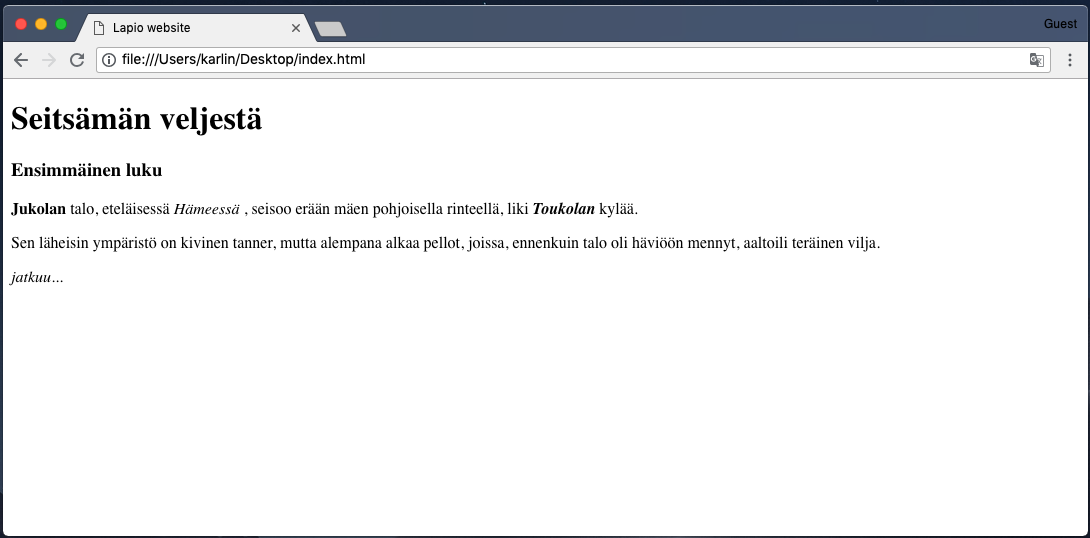 Lapio website
Guest
file:///Users/karlin/Desktop/index.html
Seitsämän veljestä
Ensimmäinen luku
Jukolan talo, eteläisessä Hämeessä , seisoo erään mäen pohjoisella rinteellä, liki Toukolan kylää.
Sen läheisin ympäristö on kivinen tanner, mutta alempana alkaa pellot, joissa, ennenkuin talo oli häviöön mennyt, aaltoili teräinen vilja.
jatkuu...